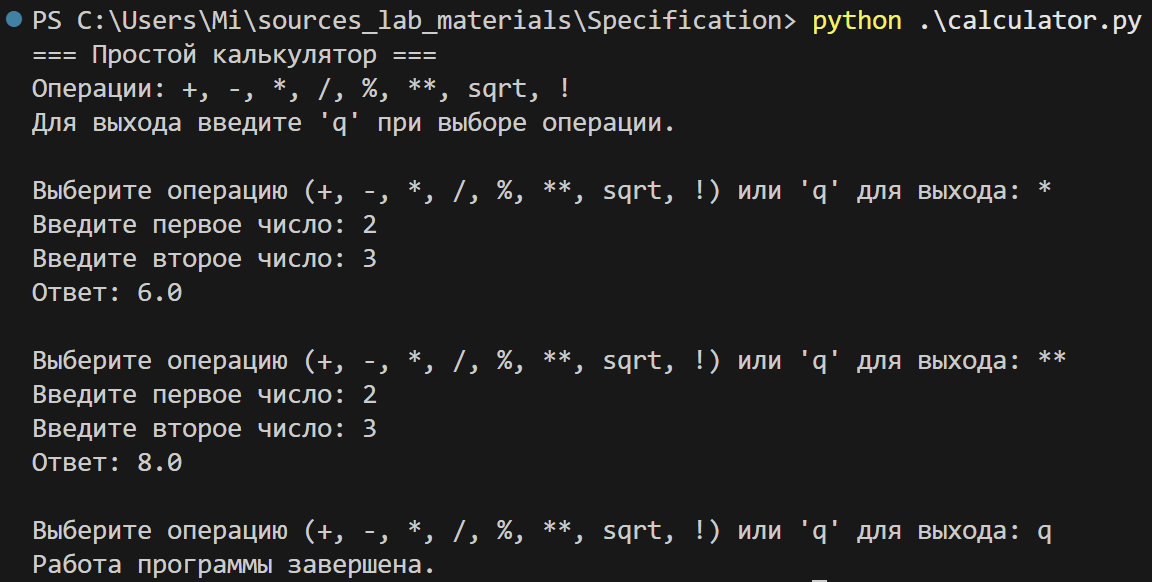 PS C:\Users\Mi\sources_lab_materials\Specification> python .\calculator.py
=== Простой калькулятор ===
Операции: +, -, *, /, %, **, sqrt, !
Для выхода введите 'q' при выборе операции.

Выберите операцию (+, -, *, /, %, **, sqrt, !) или 'q' для выхода: *
Введите первое число: 2
Введите второе число: 3
Ответ: 6.0

Выберите операцию (+, -, *, /, %, **, sqrt, !) или 'q' для выхода: **
Введите первое число: 2
Введите второе число: 3
Ответ: 8.0

Выберите операцию (+, -, *, /, %, **, sqrt, !) или 'q' для выхода: q
Работа программы завершена.